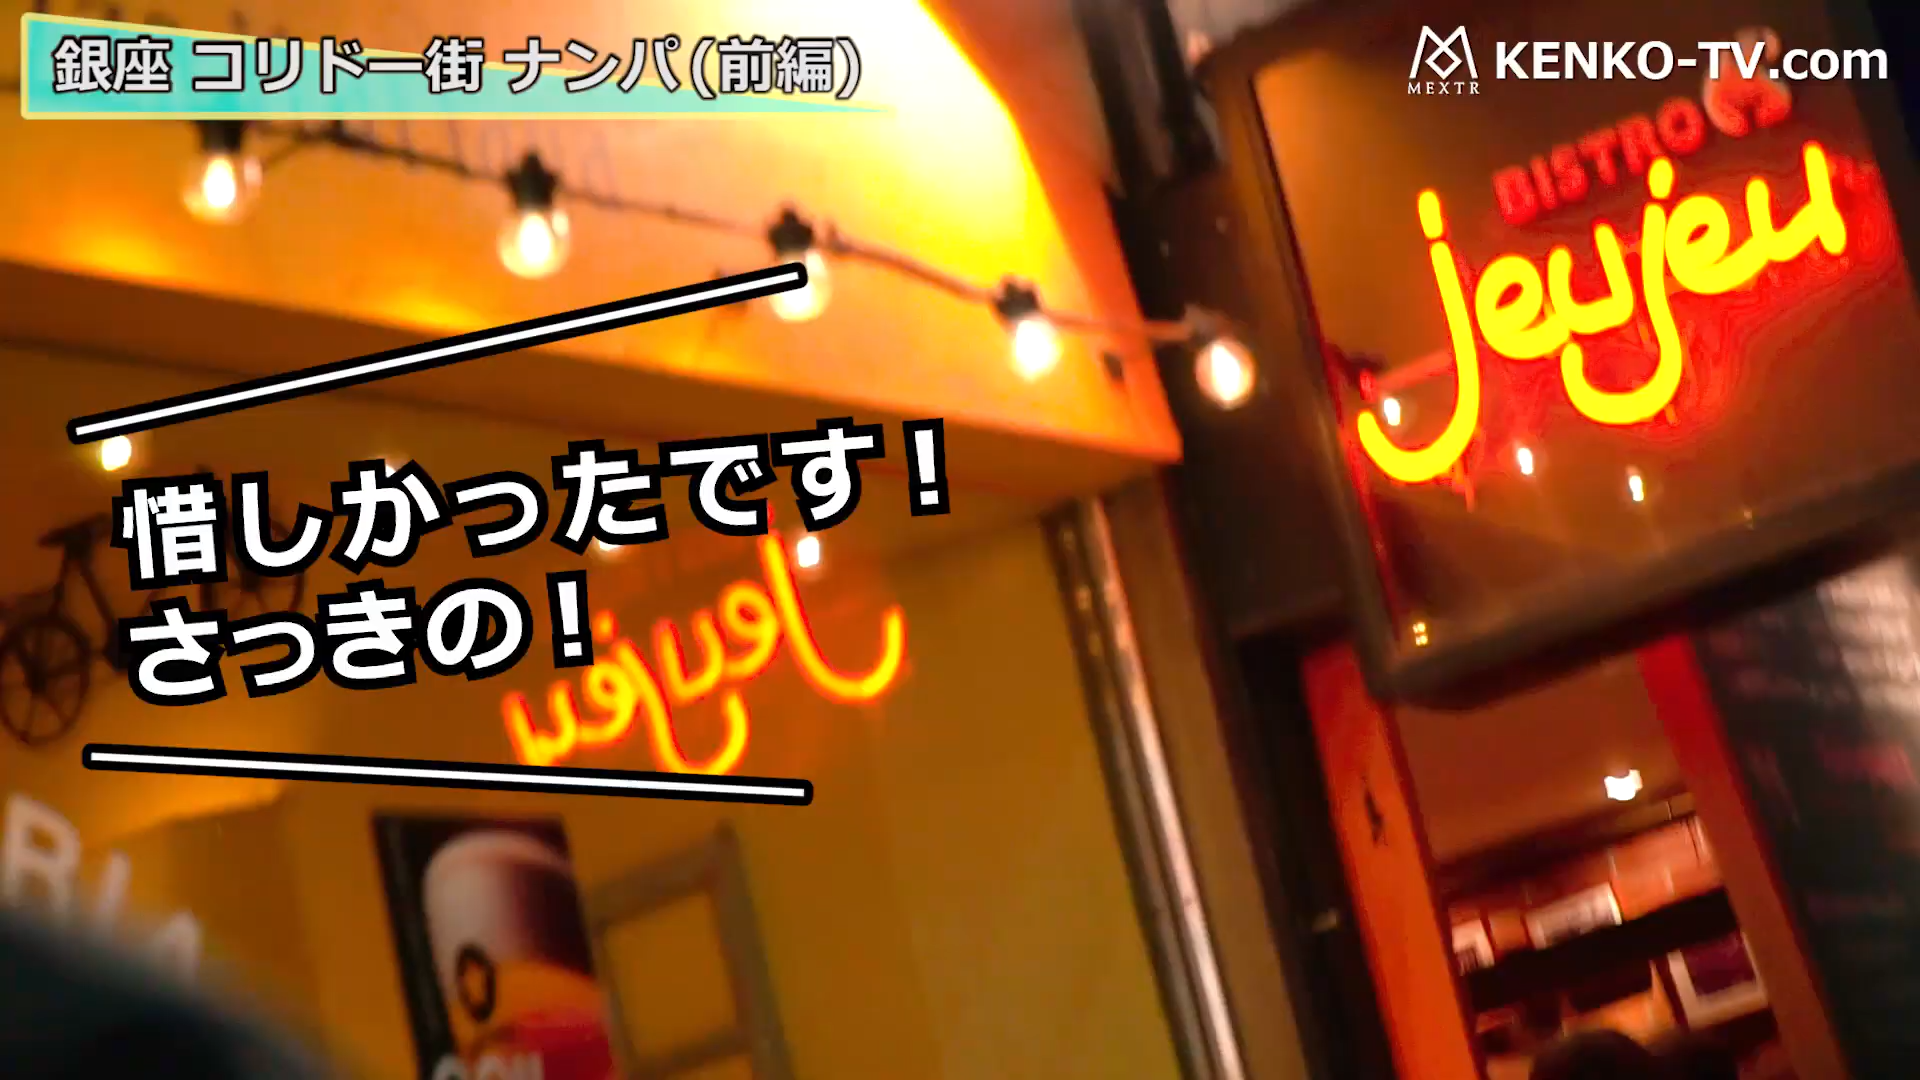 銀座 コリドー街 ナンパ(前編)
MEXTR
KENKO-TV.com
BISTRO
jeujeu
惜しかったです!
さっきの!
jeujeu